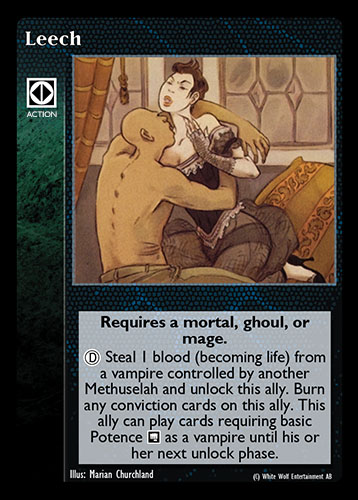 Leech
ACTION
Requires a mortal, ghoul, or
mage.
Ⓓ Steal 1 blood (becoming life) from
a vampire controlled by another
Methuselah and unlock this ally. Burn
any conviction cards on this ally. This
ally can play cards requiring basic
Potence as a vampire until his or
her next unlock phase.
Illus: Marian Churchland (C) White Wolf Entertainment AB